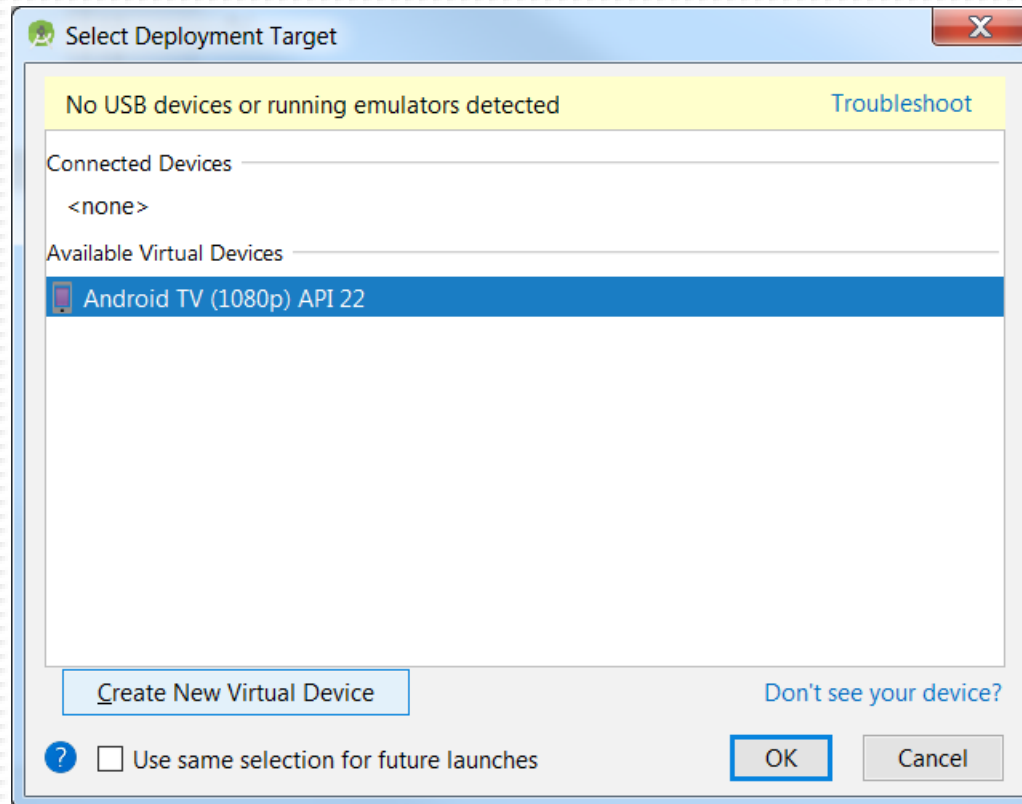 Select Deployment Target
No USB devices or running emulators detected Troubleshoot
Connected Devices
<none>
Available Virtual Devices
Android TV (1080p) API 22
Create New Virtual Device Don't see your device?
? Use same selection for future launches OK Cancel